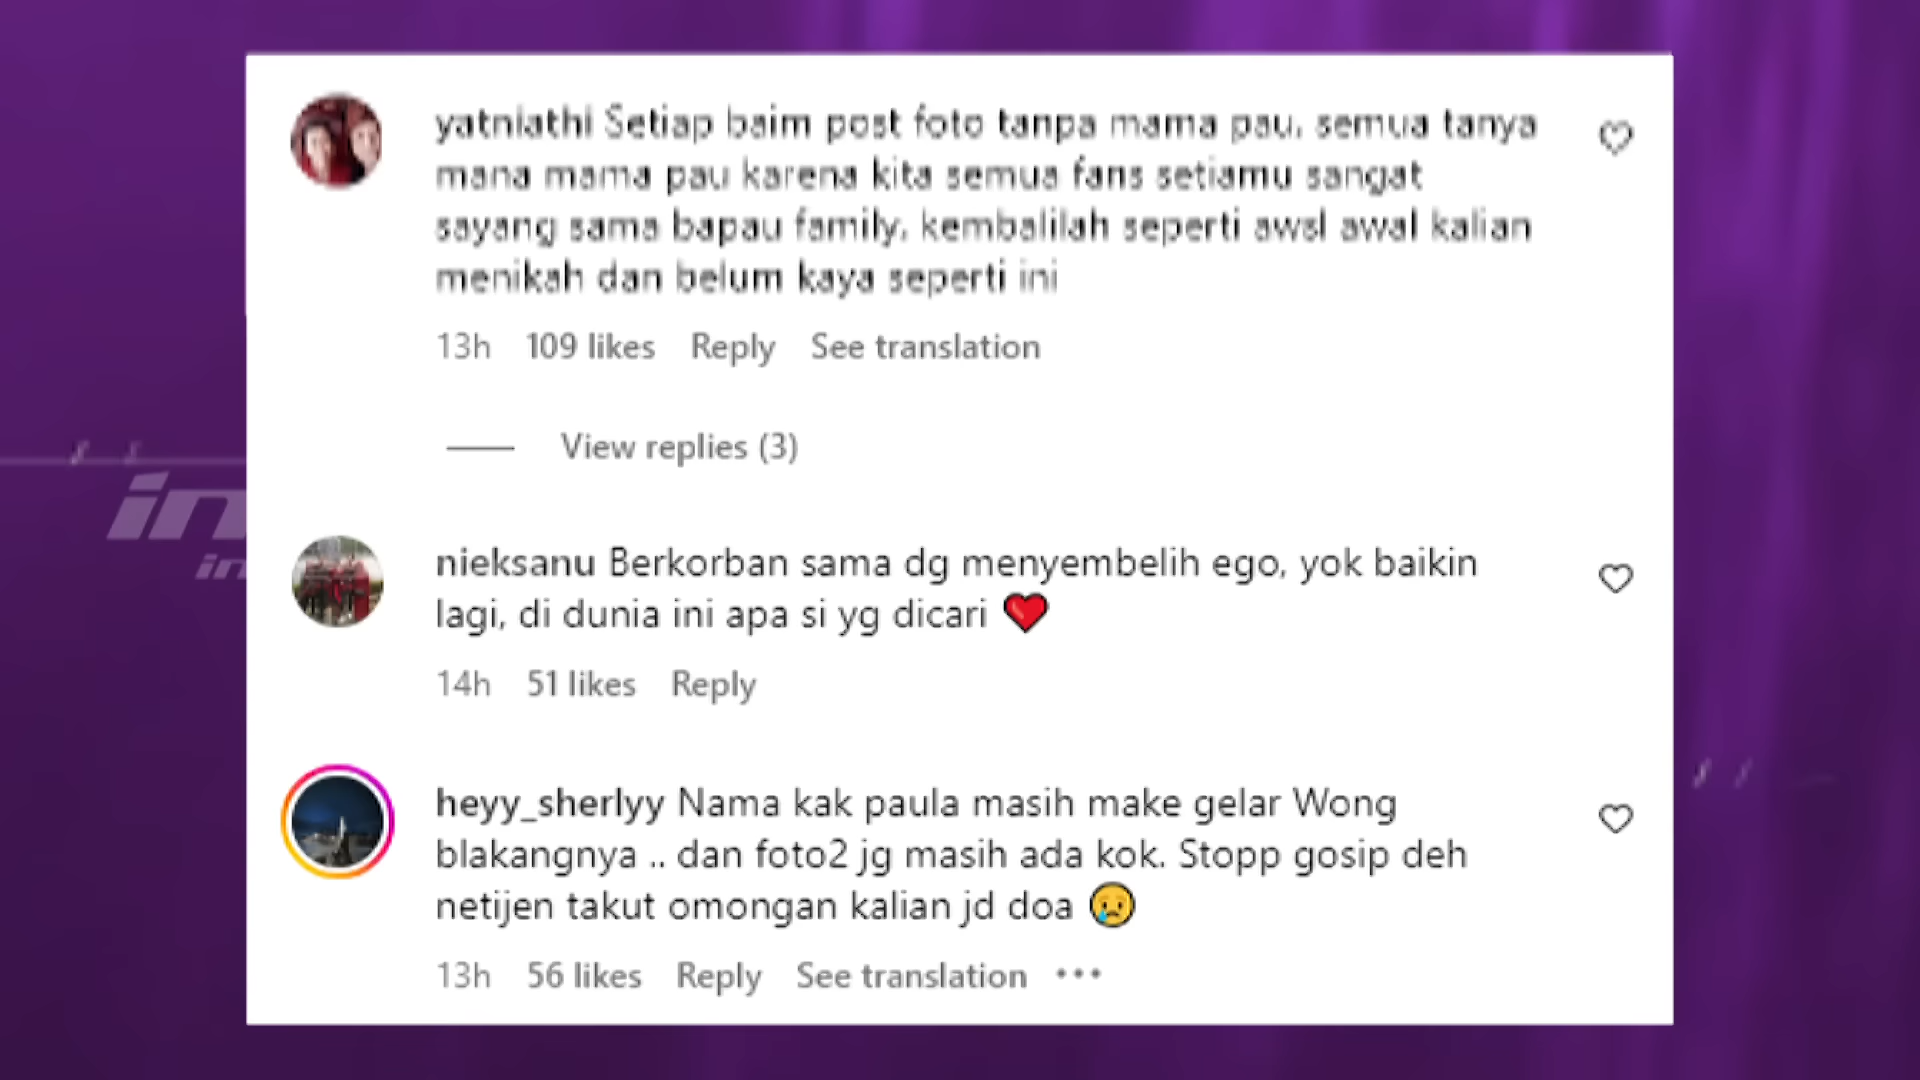 yatniathi Setiap baim post foto tanpa mama pau. semua tanya
mana mama pau karena kita semua fans setiamu sangat
sayang sama bapau family. kembalilah seperti awsl awal kalian
menikah dan belum kaya seperti ini
13h 109 likes Reply See translation
View replies (3)
nieksanu Berkorban sama dg menyembelih ego, yok baikin
lagi, di dunia ini apa si yg dicari ❤️
14h 51 likes Reply
heyy_sherlyy Nama kak paula masih make gelar Wong
blakangnya .. dan foto2 jg masih ada kok. Stopp gosip deh
netijen takut omongan kalian jd doa 😢
13h 56 likes Reply See translation •••